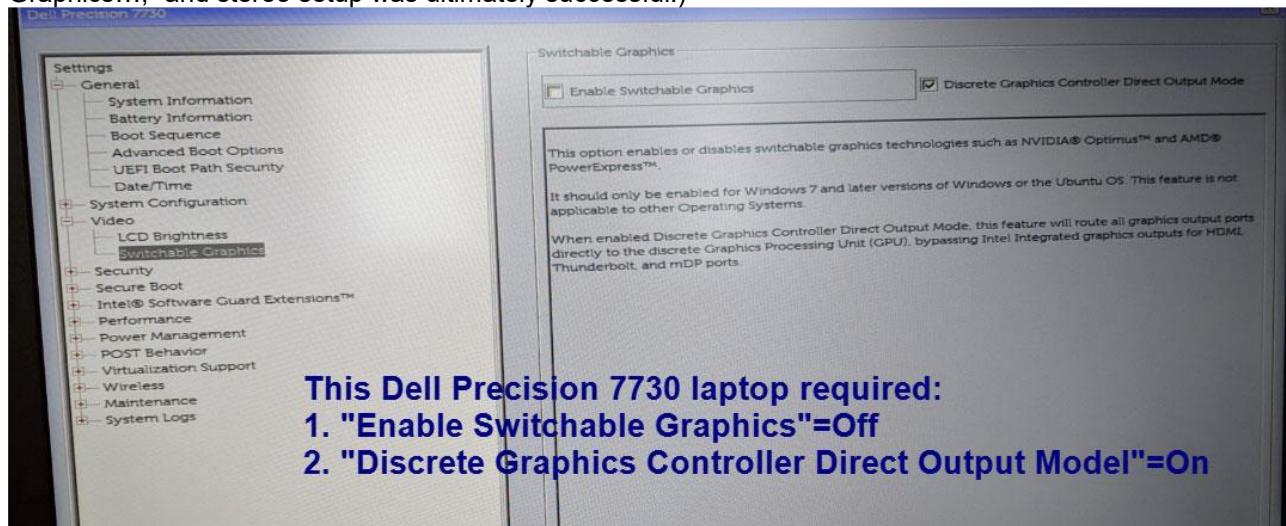 Dell Precision 7730
Settings
General
System Information
Battery Information
Boot Sequence
Advanced Boot Options
UEFI Boot Path Security
Date/Time
System Configuration
Video
LCD Brightness
Switchable Graphics
Security
Secure Boot
Intel® Software Guard Extensions™
Performance
Power Management
POST Behavior
Virtualization Support
Wireless
Maintenance
System Logs
Switchable Graphics
Enable Switchable Graphics
Discrete Graphics Controller Direct Output Mode
This option enables or disables switchable graphics technologies such as NVIDIA® Optimus™ and AMD®
PowerExpress™.
It should only be enabled for Windows 7 and later versions of Windows or the Ubuntu OS. This feature is not
applicable to other Operating Systems.
When enabled Discrete Graphics Controller Direct Output Mode, this feature will route all graphics output ports
directly to the discrete Graphics Processing Unit (GPU), bypassing Intel Integrated graphics outputs for HDMI,
Thunderbolt, and mDP ports.
This Dell Precision 7730 laptop required:
1. "Enable Switchable Graphics"=Off
2. "Discrete Graphics Controller Direct Output Model"=On